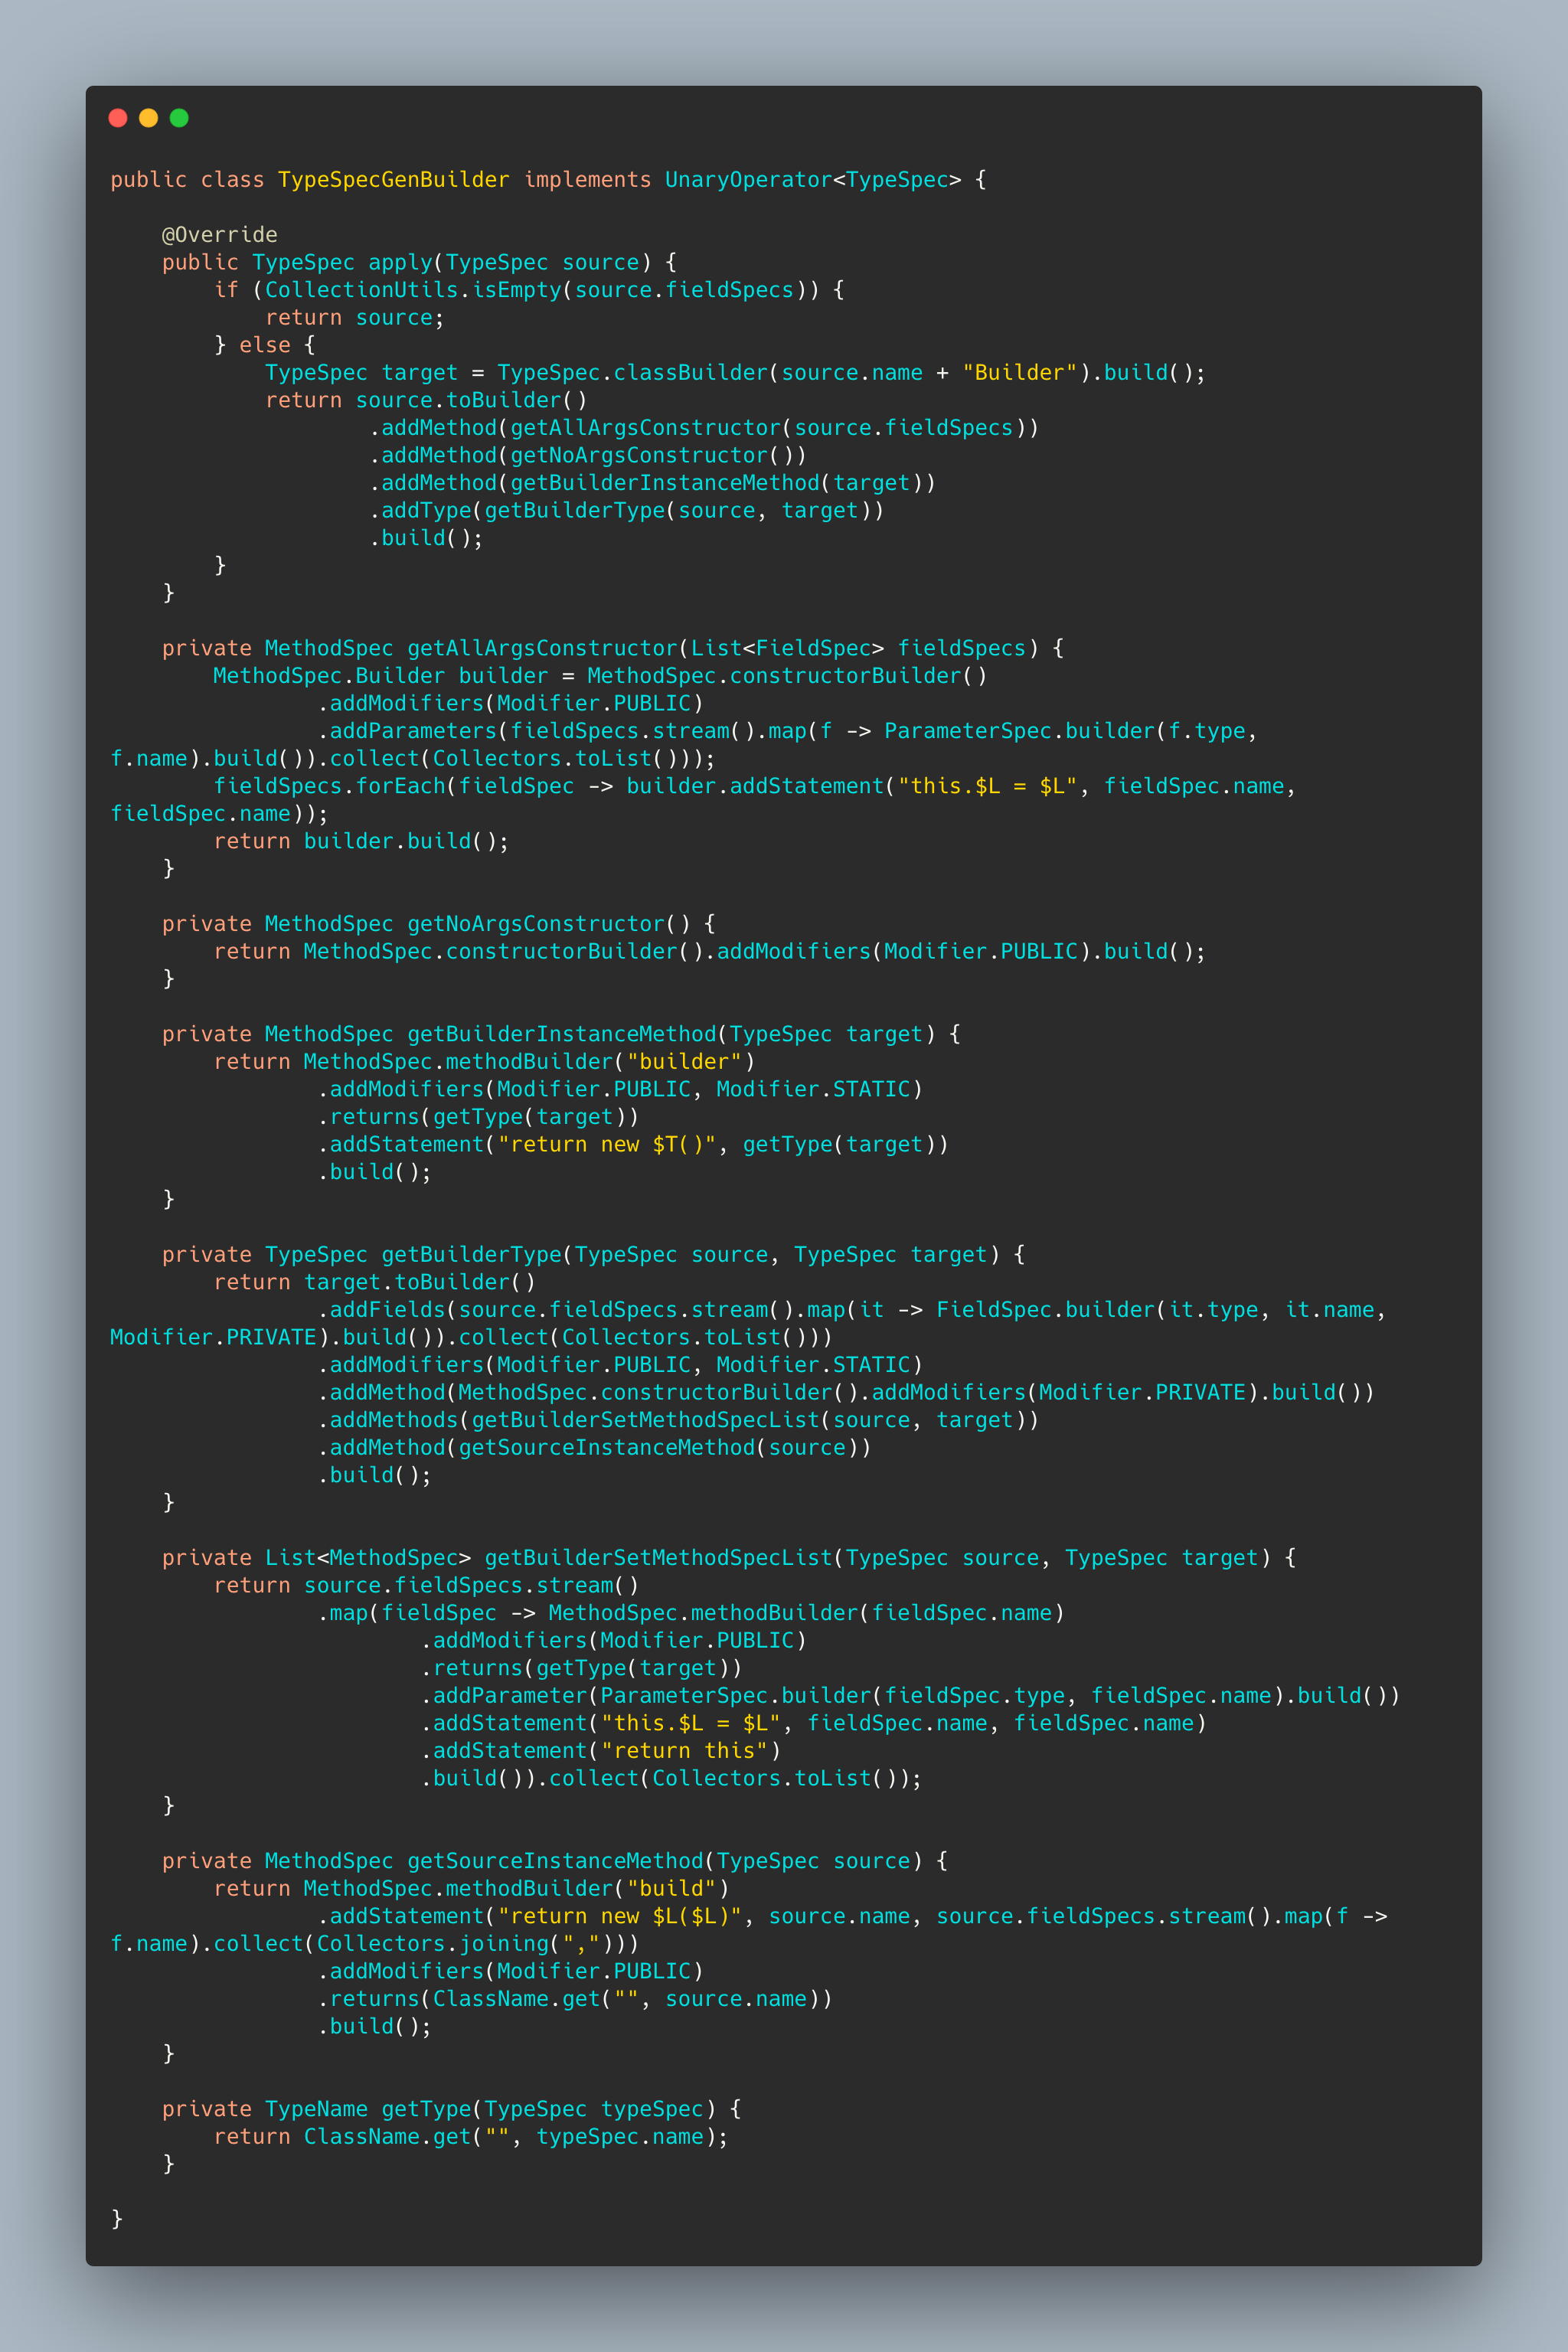 public class TypeSpecGenBuilder implements UnaryOperator<TypeSpec> {

    @Override
    public TypeSpec apply(TypeSpec source) {
        if (CollectionUtils.isEmpty(source.fieldSpecs)) {
            return source;
        } else {
            TypeSpec target = TypeSpec.classBuilder(source.name + "Builder").build();
            return source.toBuilder()
                    .addMethod(getAllArgsConstructor(source.fieldSpecs))
                    .addMethod(getNoArgsConstructor())
                    .addMethod(getBuilderInstanceMethod(target))
                    .addType(getBuilderType(source, target))
                    .build();
        }
    }

    private MethodSpec getAllArgsConstructor(List<FieldSpec> fieldSpecs) {
        MethodSpec.Builder builder = MethodSpec.constructorBuilder()
                .addModifiers(Modifier.PUBLIC)
                .addParameters(fieldSpecs.stream().map(f -> ParameterSpec.builder(f.type,
f.name).build()).collect(Collectors.toList()));
        fieldSpecs.forEach(fieldSpec -> builder.addStatement("this.$L = $L", fieldSpec.name,
fieldSpec.name));
        return builder.build();
    }

    private MethodSpec getNoArgsConstructor() {
        return MethodSpec.constructorBuilder().addModifiers(Modifier.PUBLIC).build();
    }

    private MethodSpec getBuilderInstanceMethod(TypeSpec target) {
        return MethodSpec.methodBuilder("builder")
                .addModifiers(Modifier.PUBLIC, Modifier.STATIC)
                .returns(getType(target))
                .addStatement("return new $T()", getType(target))
                .build();
    }

    private TypeSpec getBuilderType(TypeSpec source, TypeSpec target) {
        return target.toBuilder()
                .addFields(source.fieldSpecs.stream().map(it -> FieldSpec.builder(it.type, it.name,
Modifier.PRIVATE).build()).collect(Collectors.toList()))
                .addModifiers(Modifier.PUBLIC, Modifier.STATIC)
                .addMethod(MethodSpec.constructorBuilder().addModifiers(Modifier.PRIVATE).build())
                .addMethods(getBuilderSetMethodSpecList(source, target))
                .addMethod(getSourceInstanceMethod(source))
                .build();
    }

    private List<MethodSpec> getBuilderSetMethodSpecList(TypeSpec source, TypeSpec target) {
        return source.fieldSpecs.stream()
                .map(fieldSpec -> MethodSpec.methodBuilder(fieldSpec.name)
                        .addModifiers(Modifier.PUBLIC)
                        .returns(getType(target))
                        .addParameter(ParameterSpec.builder(fieldSpec.type, fieldSpec.name).build())
                        .addStatement("this.$L = $L", fieldSpec.name, fieldSpec.name)
                        .addStatement("return this")
                        .build()).collect(Collectors.toList());
    }

    private MethodSpec getSourceInstanceMethod(TypeSpec source) {
        return MethodSpec.methodBuilder("build")
                .addStatement("return new $L($L)", source.name, source.fieldSpecs.stream().map(f ->
f.name).collect(Collectors.joining(",")))
                .addModifiers(Modifier.PUBLIC)
                .returns(ClassName.get("", source.name))
                .build();
    }

    private TypeName getType(TypeSpec typeSpec) {
        return ClassName.get("", typeSpec.name);
    }

}